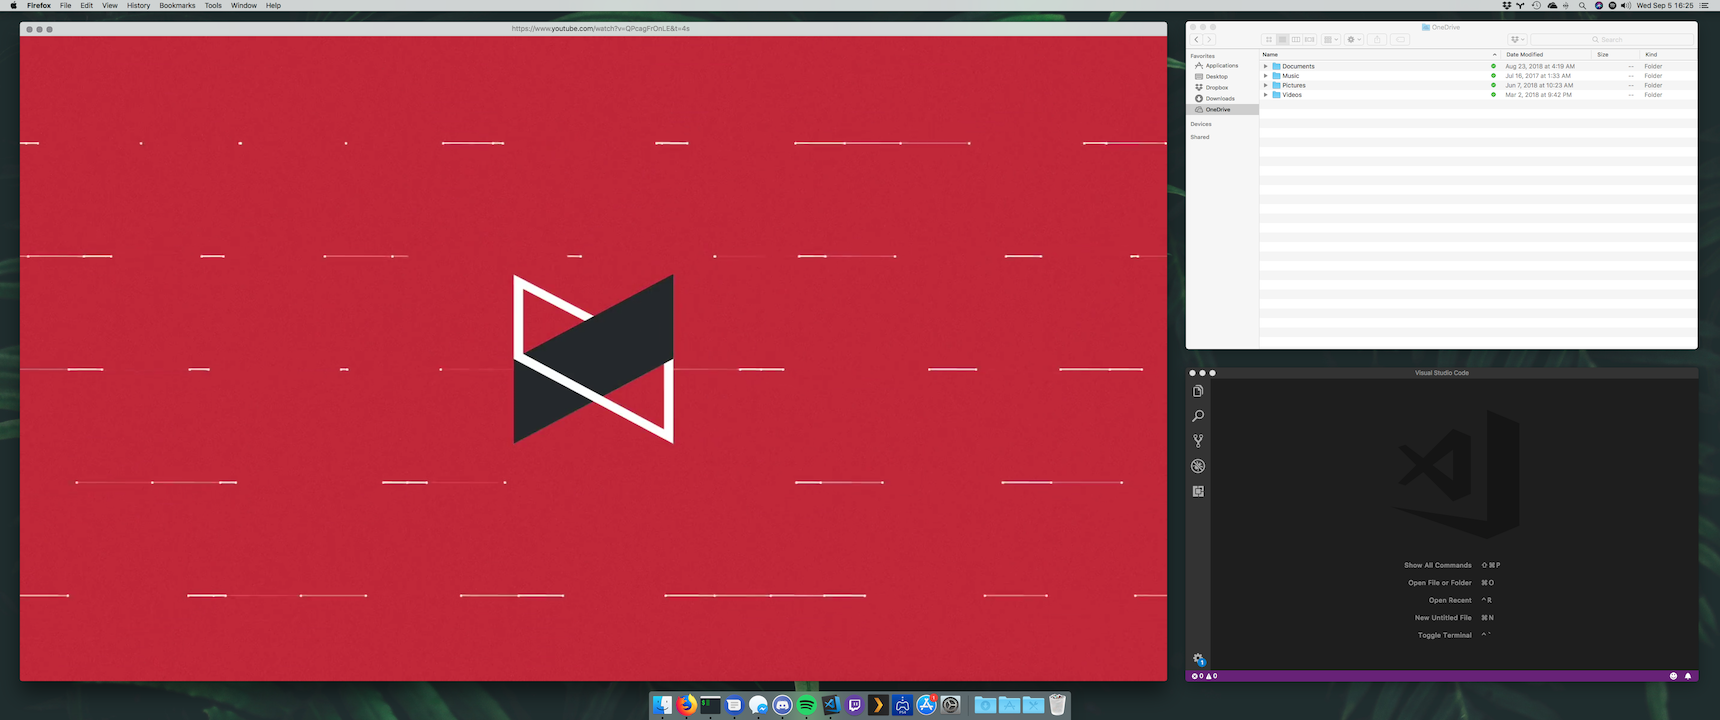 Firefox File Edit View History Bookmarks Tools Window Help
Wed Sep 5 16:25
https://www.youtube.com/watch?v=QPcagFrOnLE&t=4s
OneDrive
Search
Favorites
Applications
Desktop
Dropbox
Downloads
OneDrive
Devices
Shared
Name Date Modified Size Kind
Documents Aug 23, 2018 at 4:19 AM -- Folder
Music Jul 16, 2017 at 1:33 AM -- Folder
Pictures Jun 7, 2018 at 10:23 AM -- Folder
Videos Mar 2, 2018 at 9:42 PM -- Folder
Visual Studio Code
Show All Commands ⇧⌘P
Open File or Folder ⌘O
Open Recent ^R
New Untitled File ⌘N
Toggle Terminal ^`
1
0 0
$
1